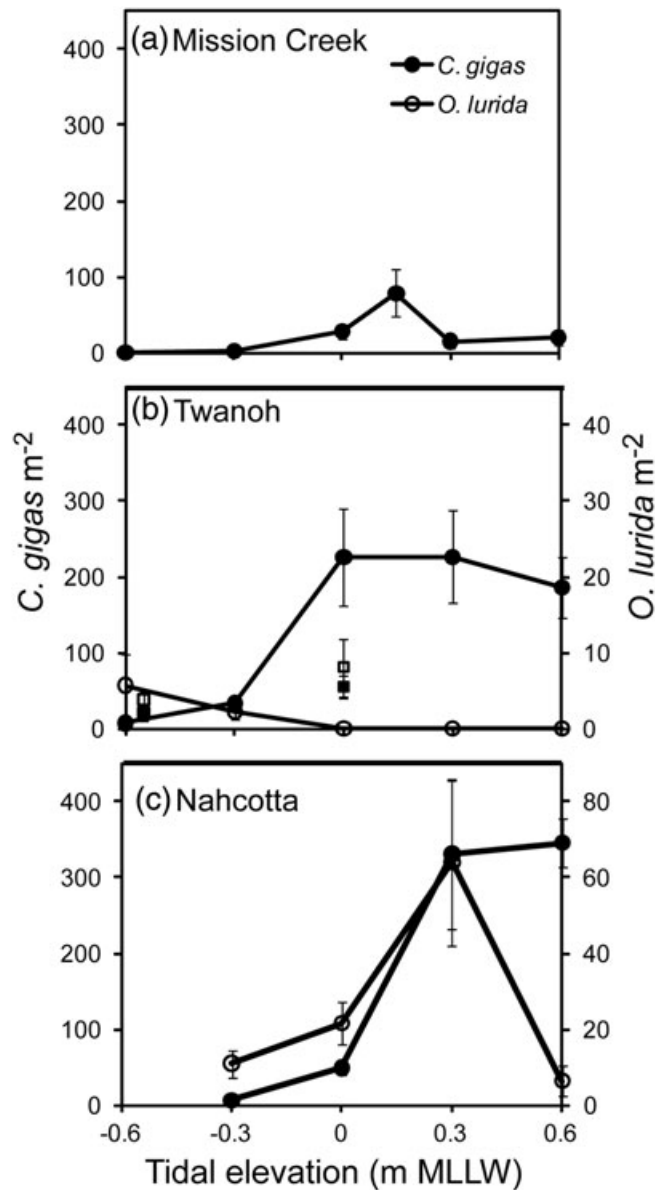 (a) Mission Creek
C. gigas
O. lurida
400
300
200
100
0
(b) Twanoh
400
300
200
100
0
40
30
20
10
0
C. gigas m-2
O. lurida m-2
(c) Nahcotta
400
300
200
100
0
80
60
40
20
0
-0.6 -0.3 0 0.3 0.6
Tidal elevation (m MLLW)